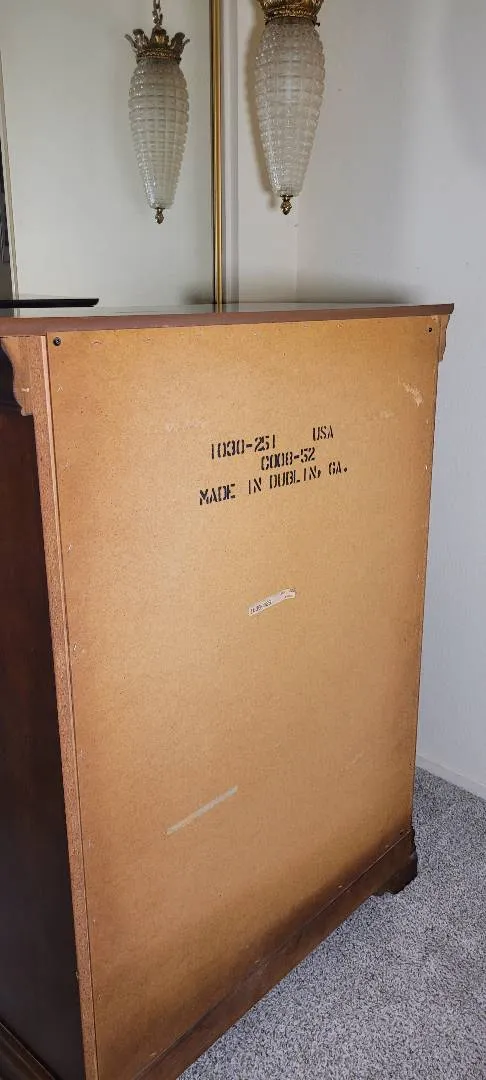 1030-251 USA
C008-52
MADE IN DUBLIN, GA.